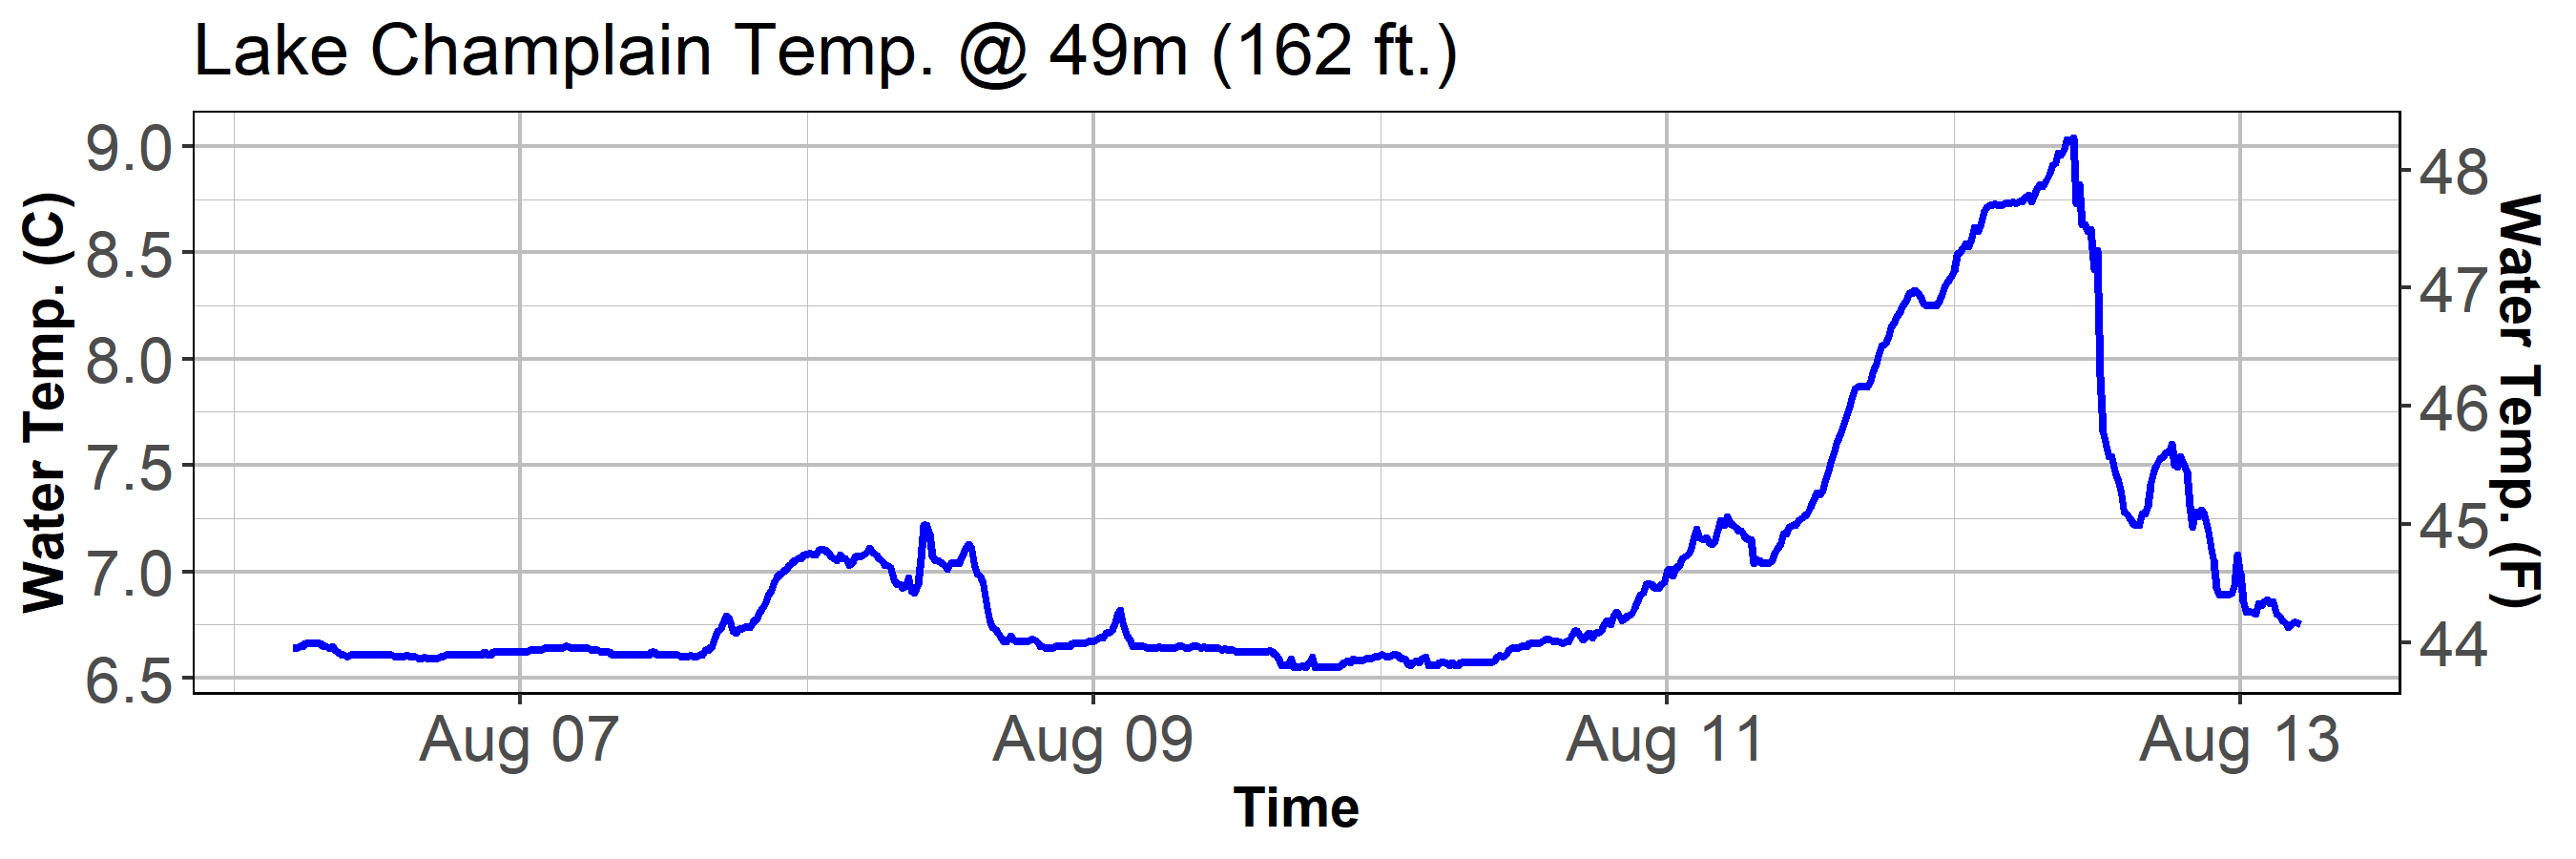 Lake Champlain Temp. @ 49m (162 ft.)
Water Temp. (C)
9.0
8.5
8.0
7.5
7.0
6.5
48
47
46
45
44
Water Temp. (F)
Aug 07
Aug 09
Aug 11
Aug 13
Time